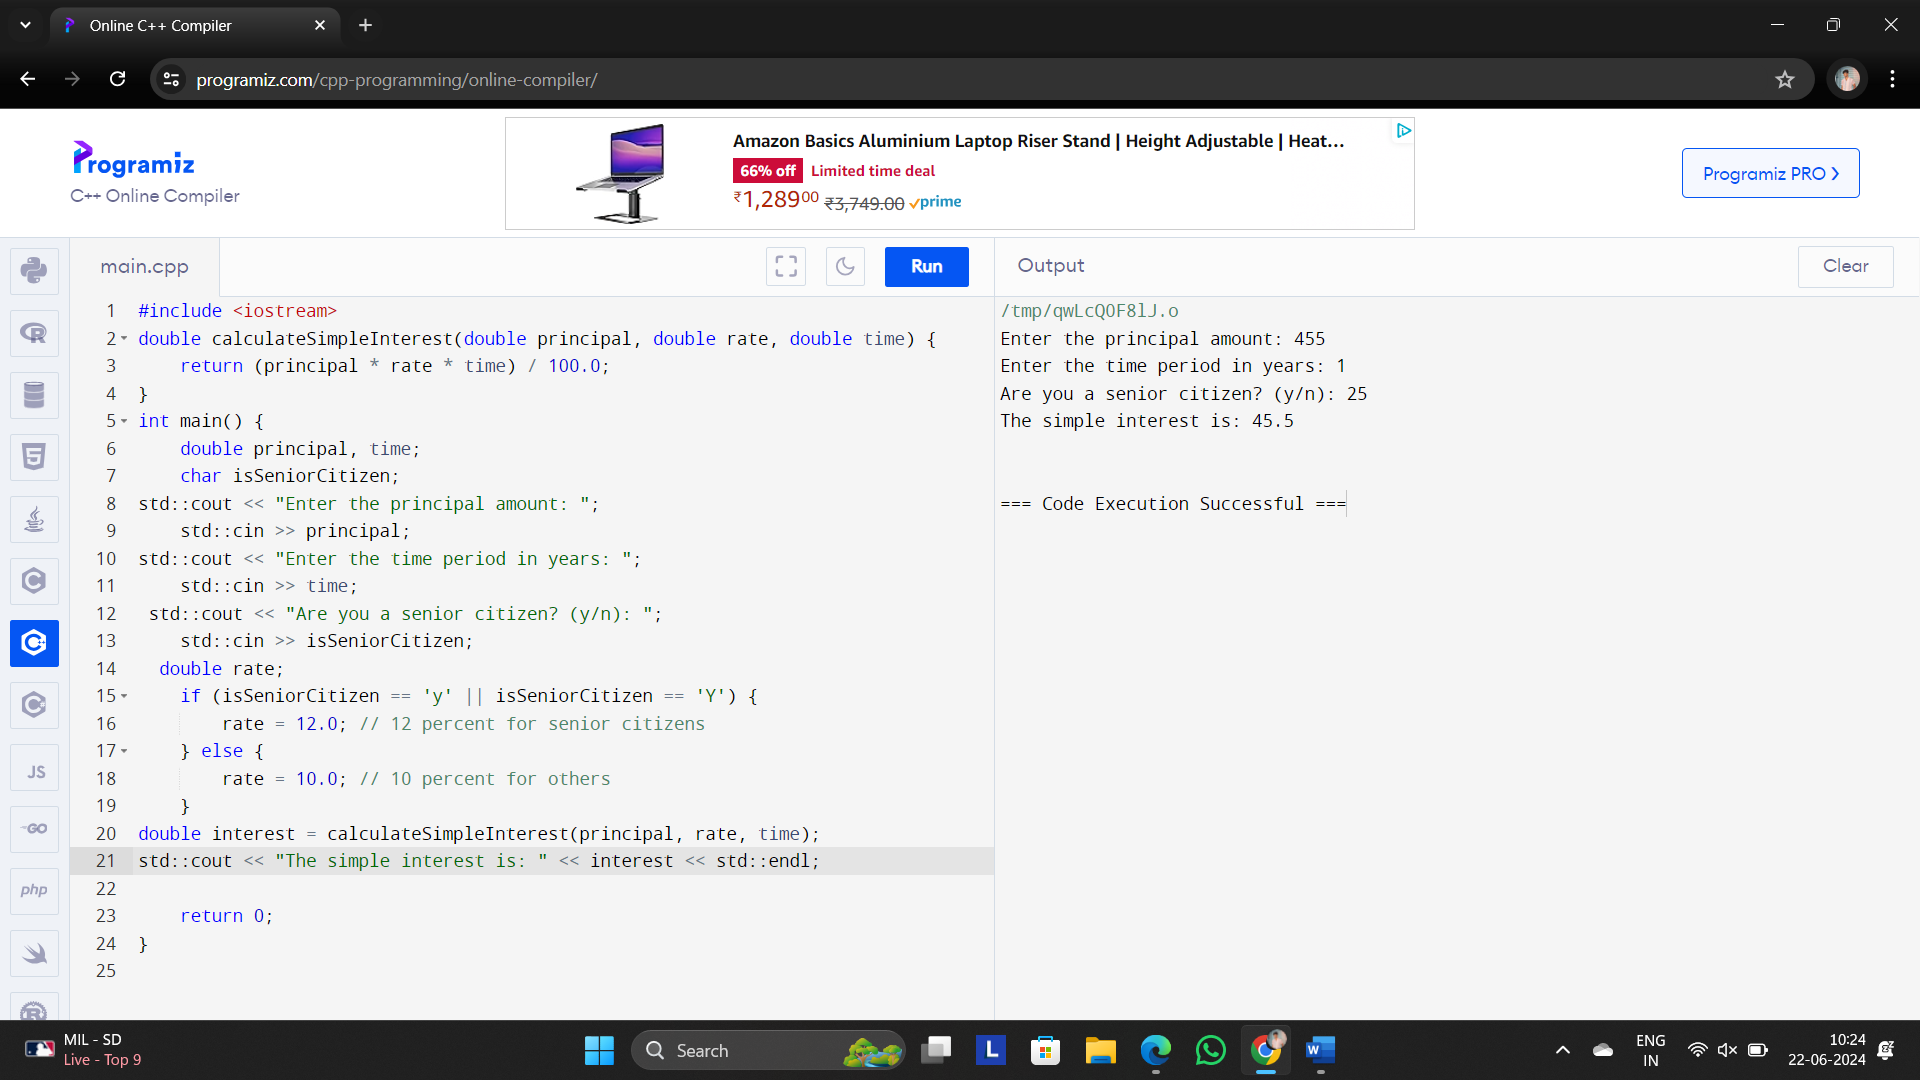 Online C++ Compiler
programiz.com/cpp-programming/online-compiler/
Programiz
C++ Online Compiler
Amazon Basics Aluminium Laptop Riser Stand | Height Adjustable | Heat...
66% off Limited time deal
₹1,289.00 ₹3,749.00 prime
Programiz PRO ❯
main.cpp
Run
Output
Clear
1 #include <iostream>
2 double calculateSimpleInterest(double principal, double rate, double time) {
3     return (principal * rate * time) / 100.0;
4 }
5 int main() {
6     double principal, time;
7     char isSeniorCitizen;
8 std::cout << "Enter the principal amount: ";
9     std::cin >> principal;
10 std::cout << "Enter the time period in years: ";
11     std::cin >> time;
12  std::cout << "Are you a senior citizen? (y/n): ";
13     std::cin >> isSeniorCitizen;
14   double rate;
15     if (isSeniorCitizen == 'y' || isSeniorCitizen == 'Y') {
16         rate = 12.0; // 12 percent for senior citizens
17     } else {
18         rate = 10.0; // 10 percent for others
19     }
20 double interest = calculateSimpleInterest(principal, rate, time);
21 std::cout << "The simple interest is: " << interest << std::endl;
22
23     return 0;
24 }
25
/tmp/qwLcQOF8lJ.o
Enter the principal amount: 455
Enter the time period in years: 1
Are you a senior citizen? (y/n): 25
The simple interest is: 45.5
=== Code Execution Successful ===
JS
GO
php
MIL - SD
Live - Top 9
Search
L
W
ENG
IN
10:24
22-06-2024